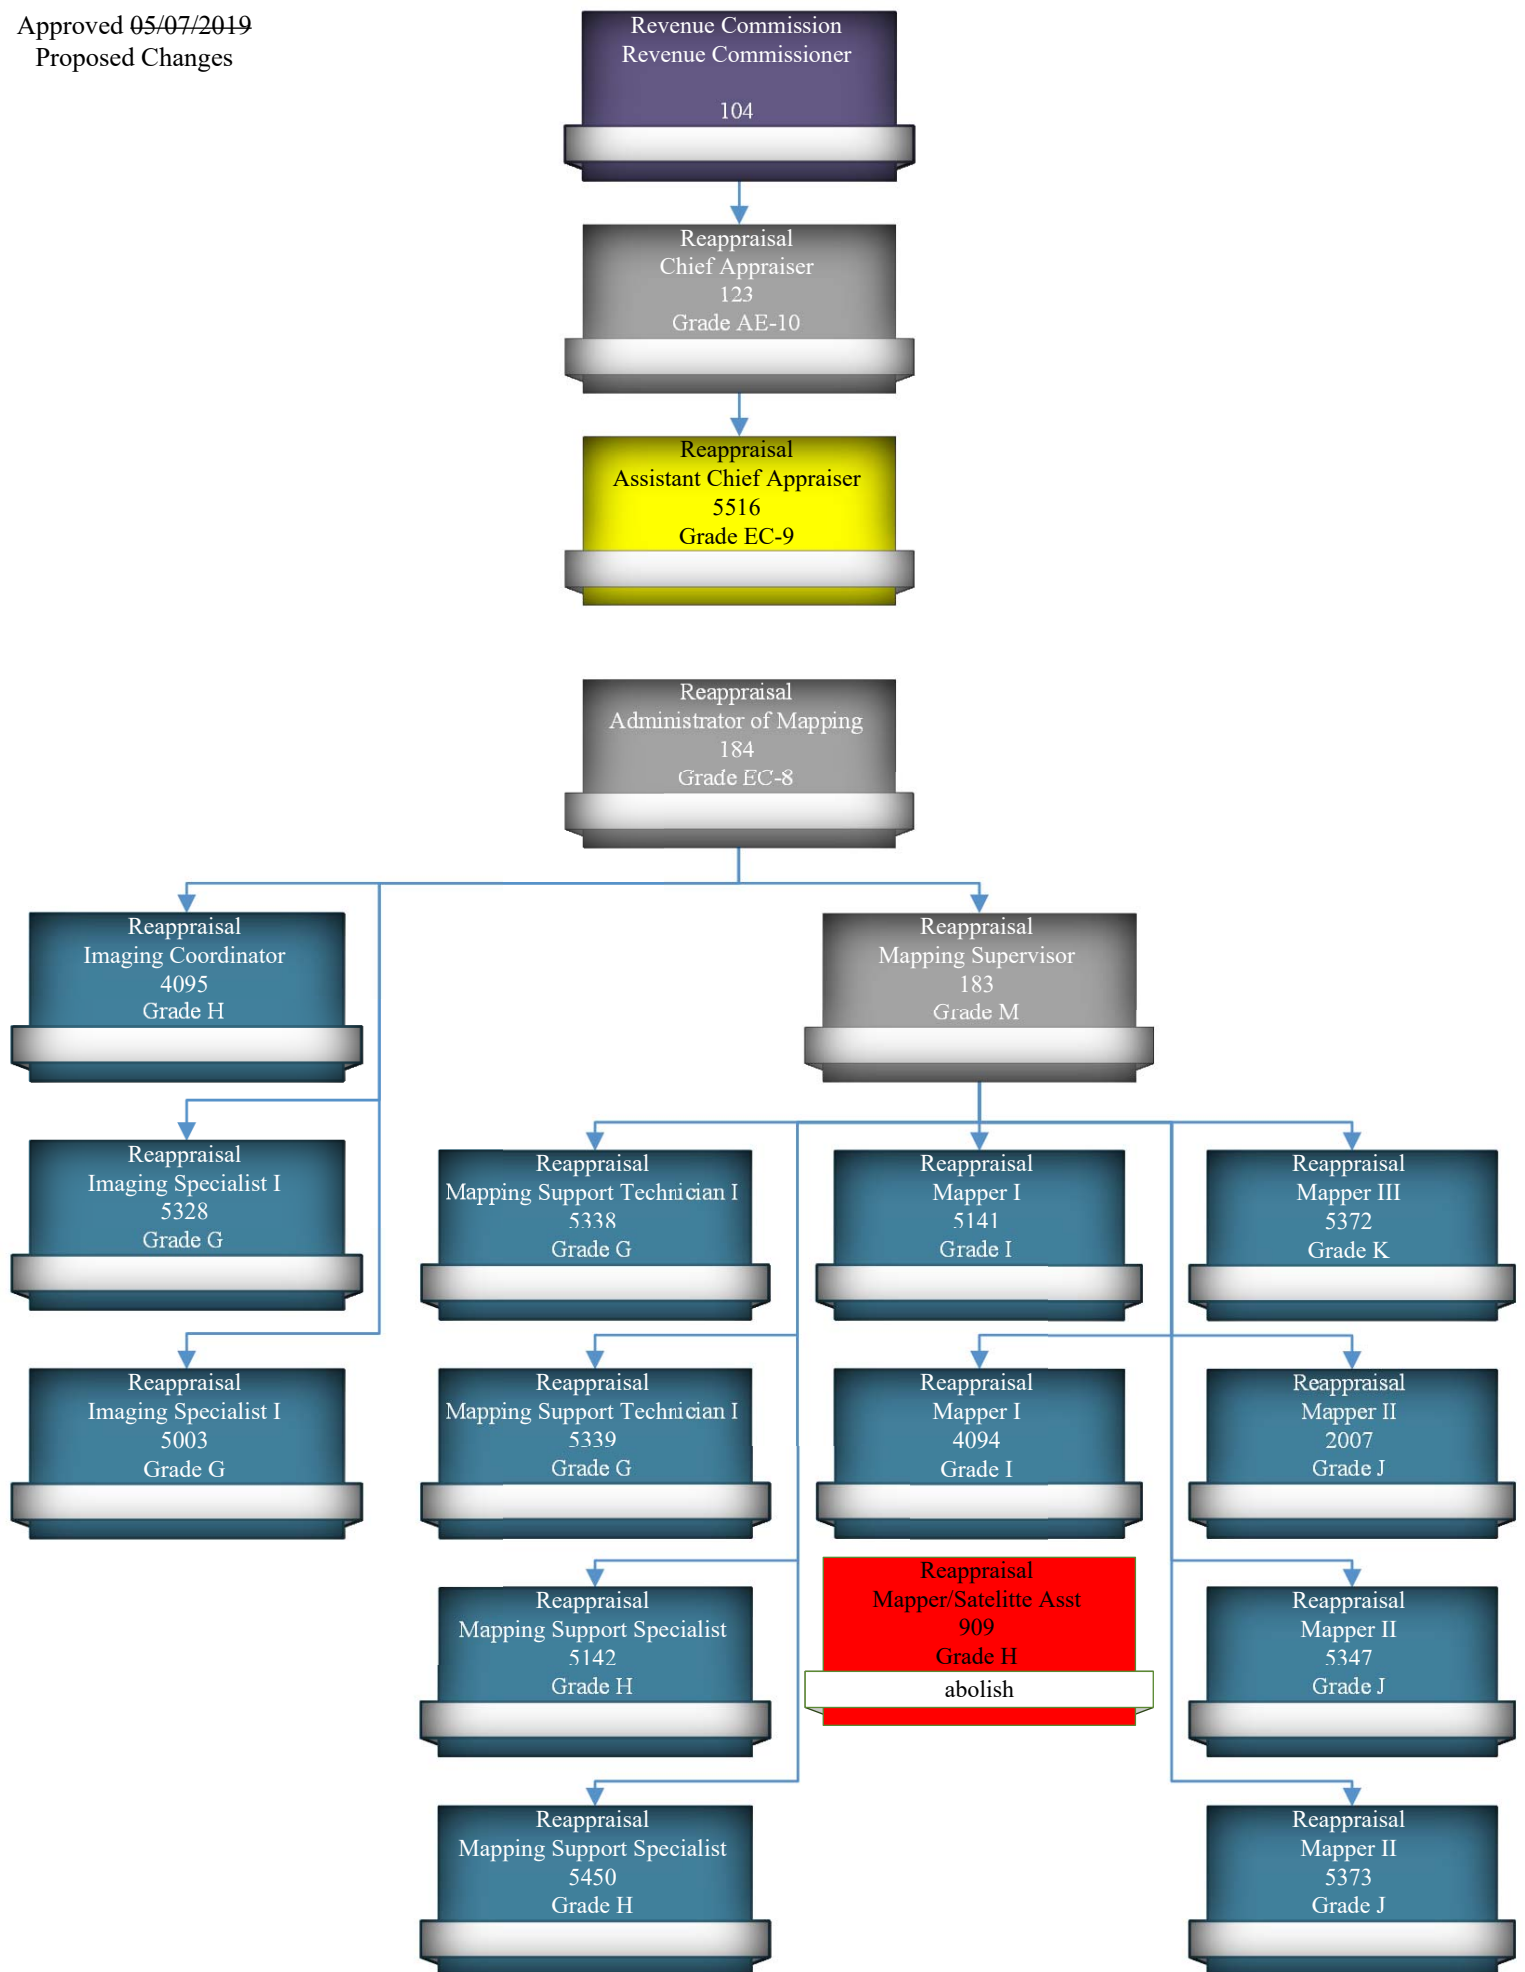 Approved 05/07/2019
Proposed Changes
Revenue Commission
Revenue Commissioner
104
Reappraisal
Chief Appraiser
123
Grade AE-10
Reappraisal
Assistant Chief Appraiser
5516
Grade EC-9
Reappraisal
Administrator of Mapping
184
Grade EC-8
Reappraisal
Imaging Coordinator
4095
Grade H
Reappraisal
Mapping Supervisor
183
Grade M
Reappraisal
Imaging Specialist I
5328
Grade G
Reappraisal
Mapping Support Technician I
5338
Grade G
Reappraisal
Mapper I
5141
Grade I
Reappraisal
Mapper III
5372
Grade K
Reappraisal
Imaging Specialist I
5003
Grade G
Reappraisal
Mapping Support Technician I
5339
Grade G
Reappraisal
Mapper I
4094
Grade I
Reappraisal
Mapper II
2007
Grade J
Reappraisal
Mapping Support Specialist
5142
Grade H
Reappraisal
Mapper/Satelitte Asst
909
Grade H
abolish
Reappraisal
Mapper II
5347
Grade J
Reappraisal
Mapping Support Specialist
5450
Grade H
Reappraisal
Mapper II
5373
Grade J